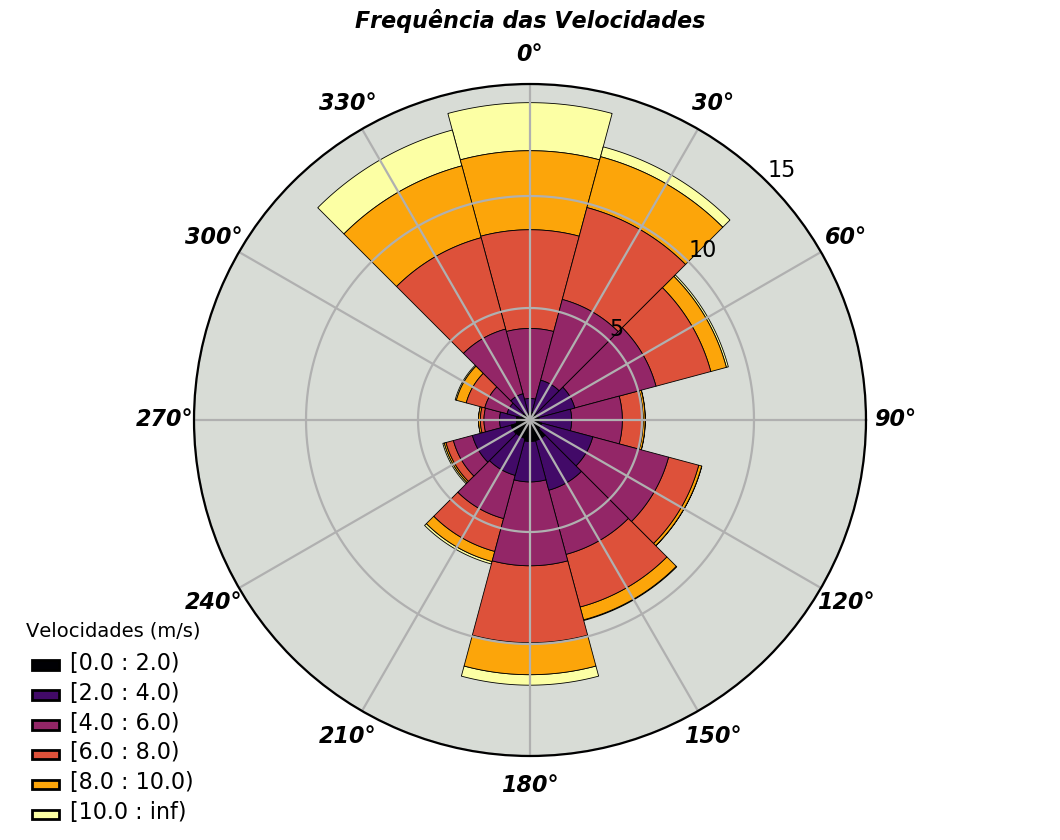 Frequência das Velocidades
0°
330°
30°
15
300°
60°
10
5
270°
90°
240°
120°
210°
150°
180°
Velocidades (m/s)
[0.0 : 2.0)
[2.0 : 4.0)
[4.0 : 6.0)
[6.0 : 8.0)
[8.0 : 10.0)
[10.0 : inf)